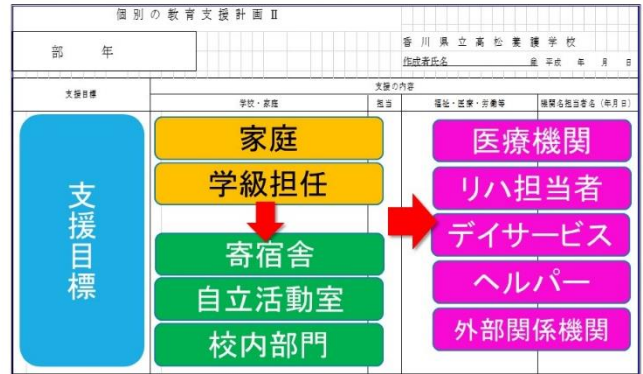 個別の教育支援計画Ⅱ
部 年
香川県立高松養護学校
作成者氏名 印 平成 年 月 日
支援目標
支援の内容
学校・家庭
担当
福祉・医療・労働等
機関名担当者名（年月日）
支援目標
家庭
学級担任
寄宿舎
自立活動室
校内部門
医療機関
リハ担当者
デイサービス
ヘルパー
外部関係機関